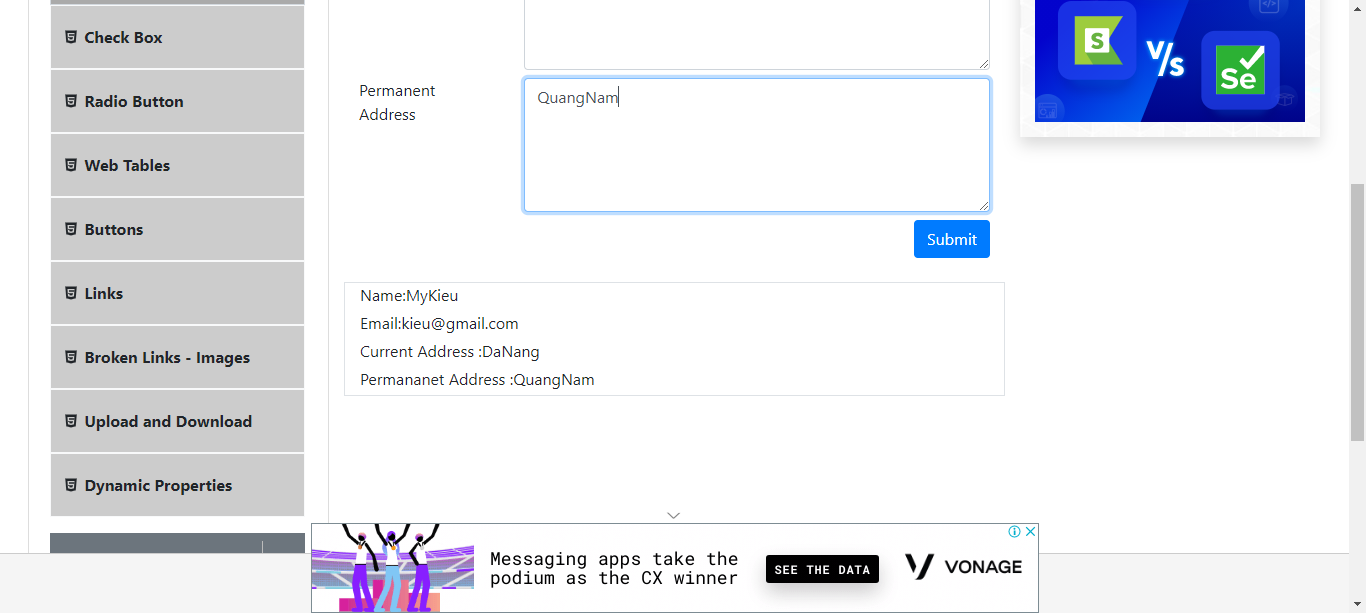 Check Box
Radio Button
Web Tables
Buttons
Links
Broken Links - Images
Upload and Download
Dynamic Properties
Permanent
Address
QuangNam
Submit
Name:MyKieu
Email:kieu@gmail.com
Current Address :DaNang
Permananet Address :QuangNam
S
V/s
Se
Messaging apps take the
podium as the CX winner
SEE THE DATA
VONAGE